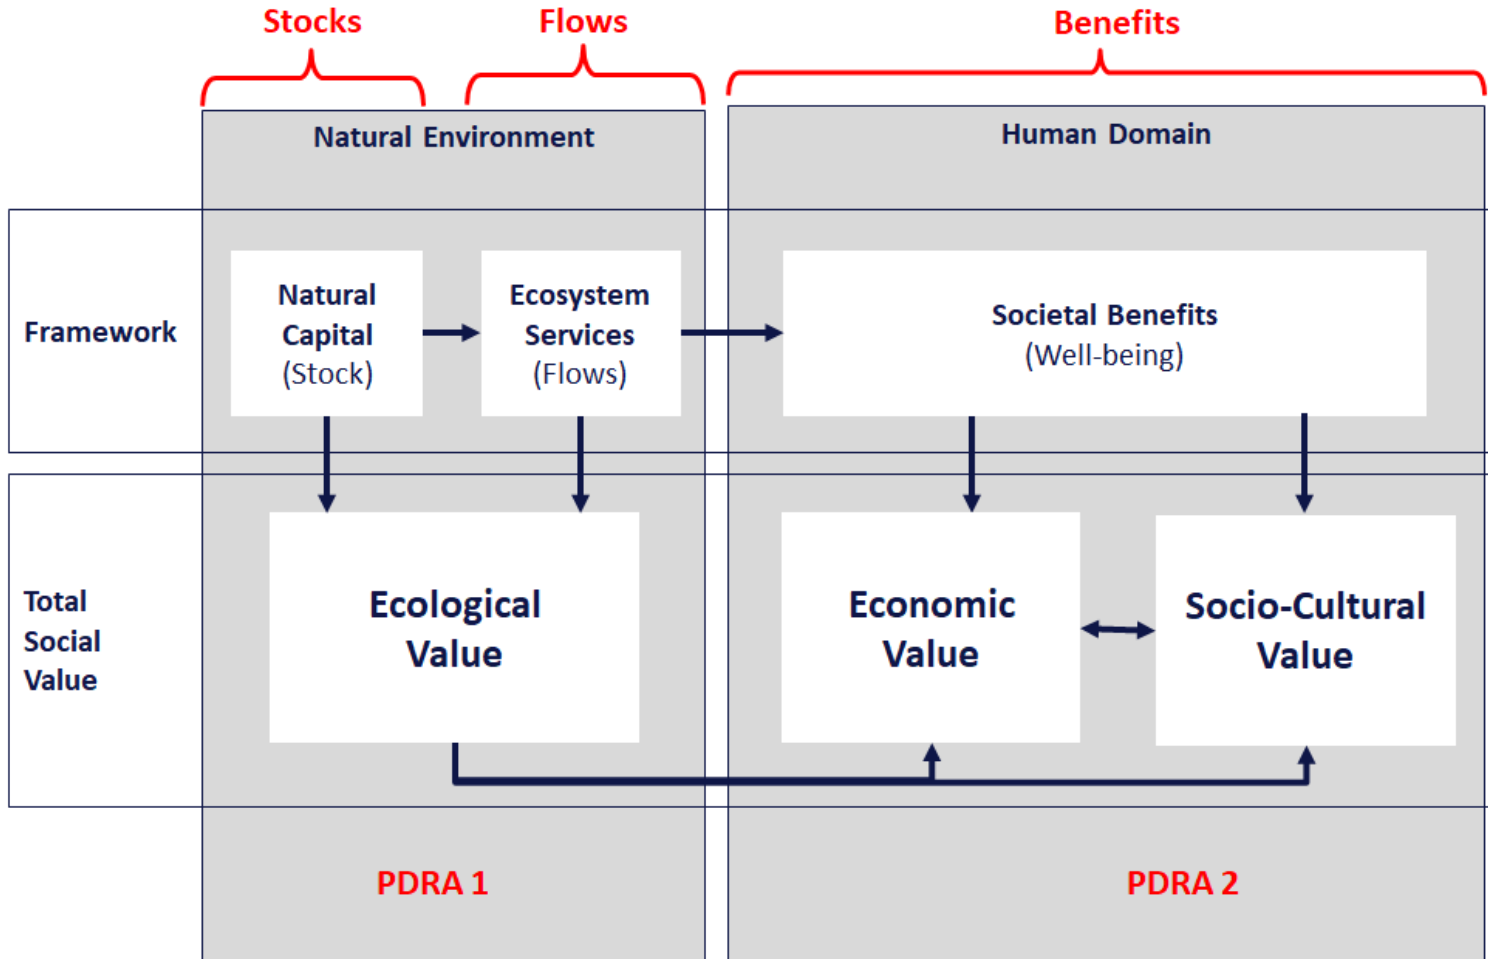 Stocks
Flows
Benefits
Natural Environment
Human Domain
Framework
Natural
Capital
(Stock)
Ecosystem
Services
(Flows)
Societal Benefits
(Well-being)
Total
Social
Value
Ecological
Value
Economic
Value
Socio-Cultural
Value
PDRA 1
PDRA 2